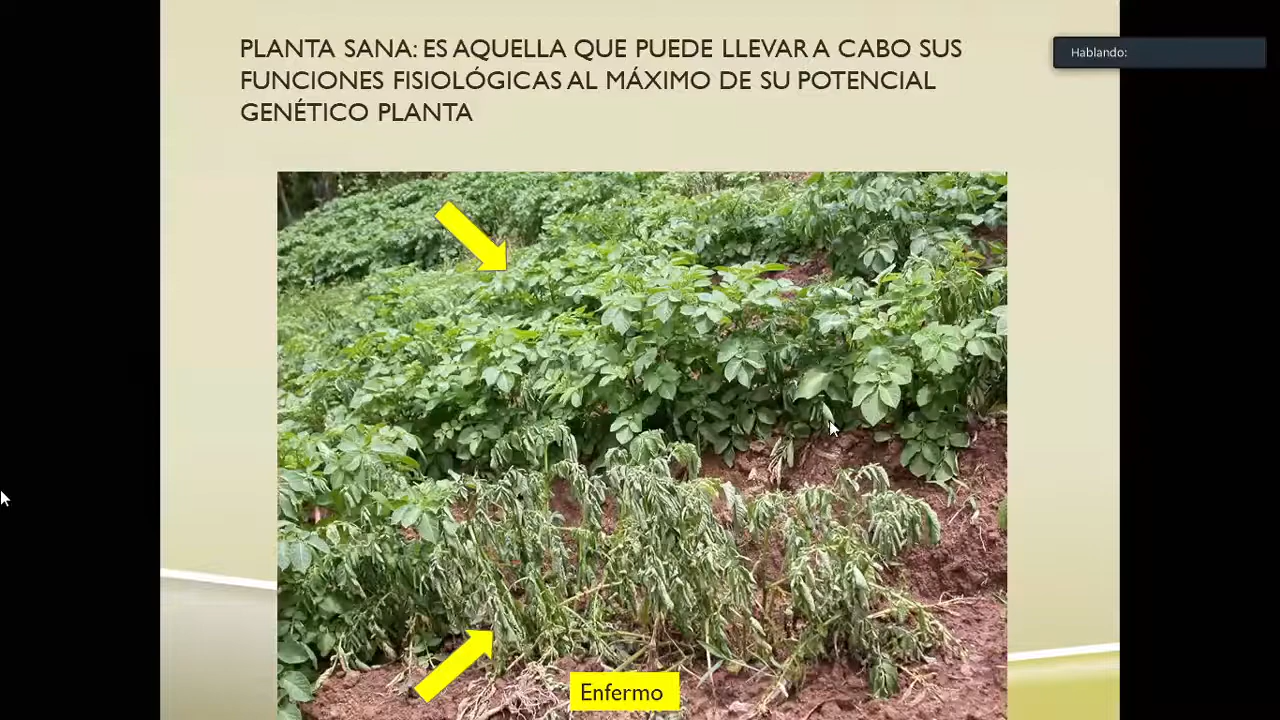 PLANTA SANA: ES AQUELLA QUE PUEDE LLEVAR A CABO SUS
FUNCIONES FISIOLÓGICAS AL MÁXIMO DE SU POTENCIAL
GENÉTICO PLANTA
Hablando:
Enfermo